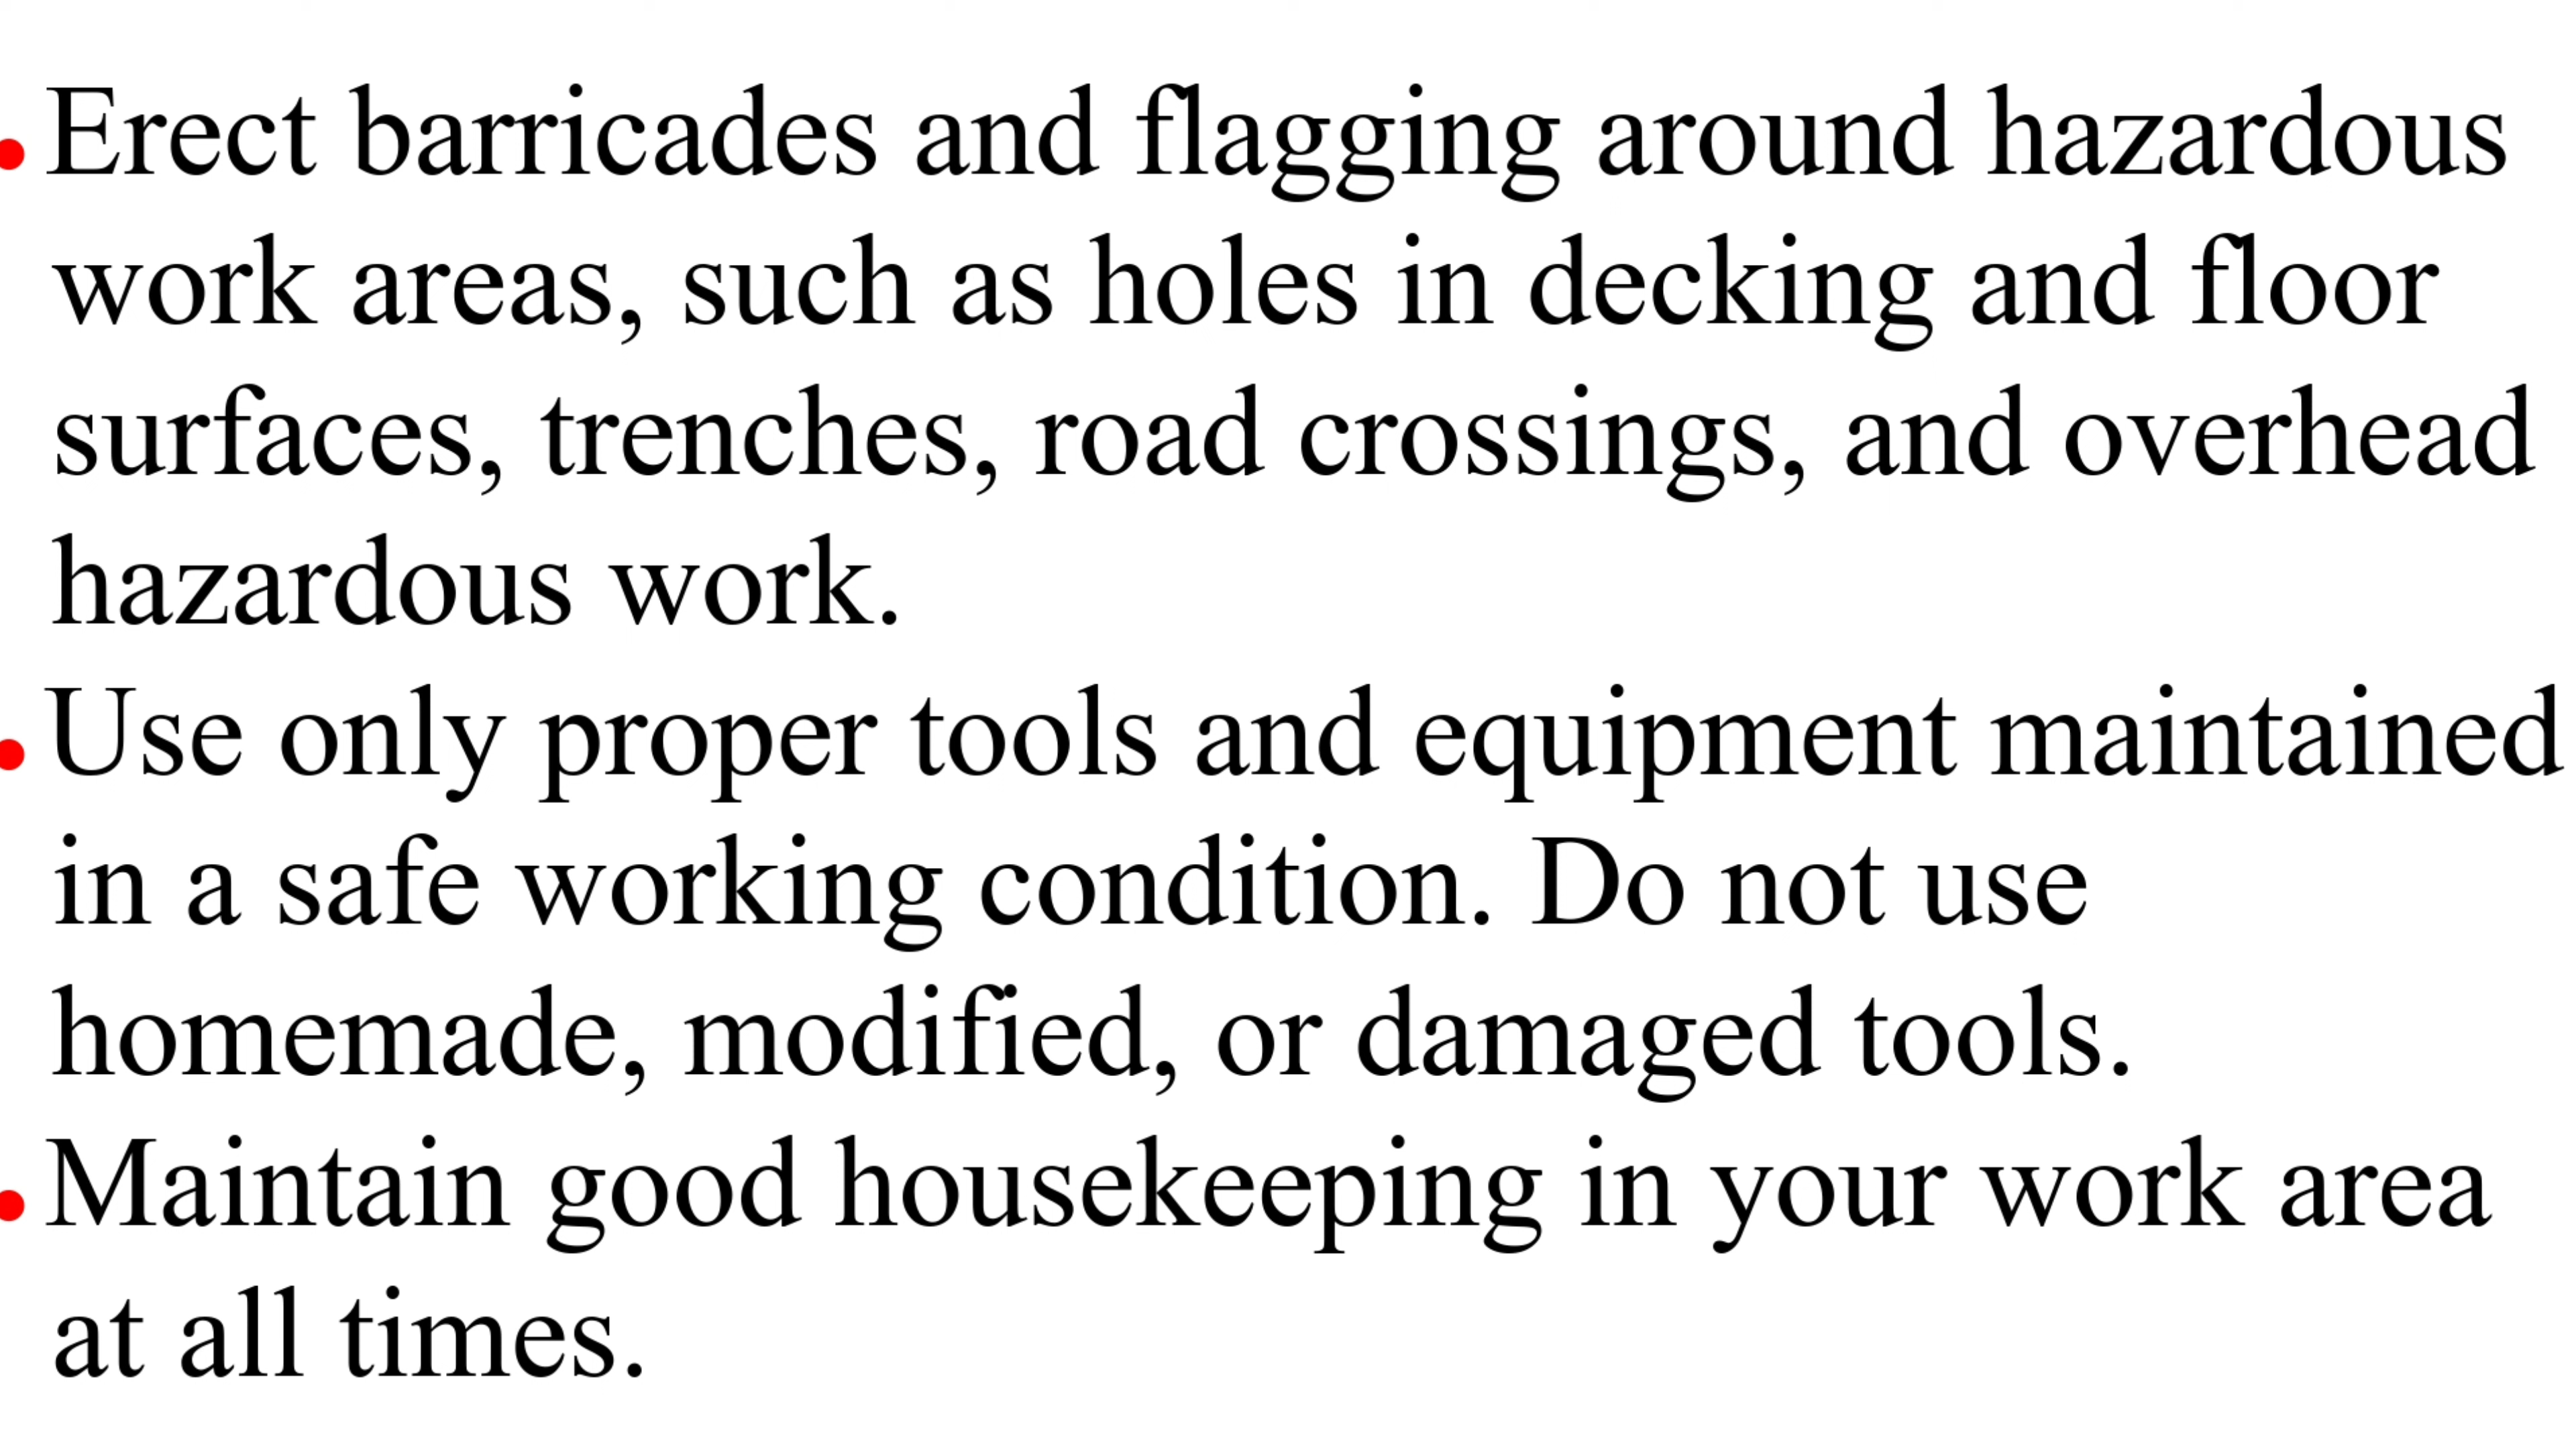 •Erect barricades and flagging around hazardous
work areas, such as holes in decking and floor
surfaces, trenches, road crossings, and overhead
hazardous work.
•Use only proper tools and equipment maintained
in a safe working condition. Do not use
homemade, modified, or damaged tools.
•Maintain good housekeeping in your work area
at all times.